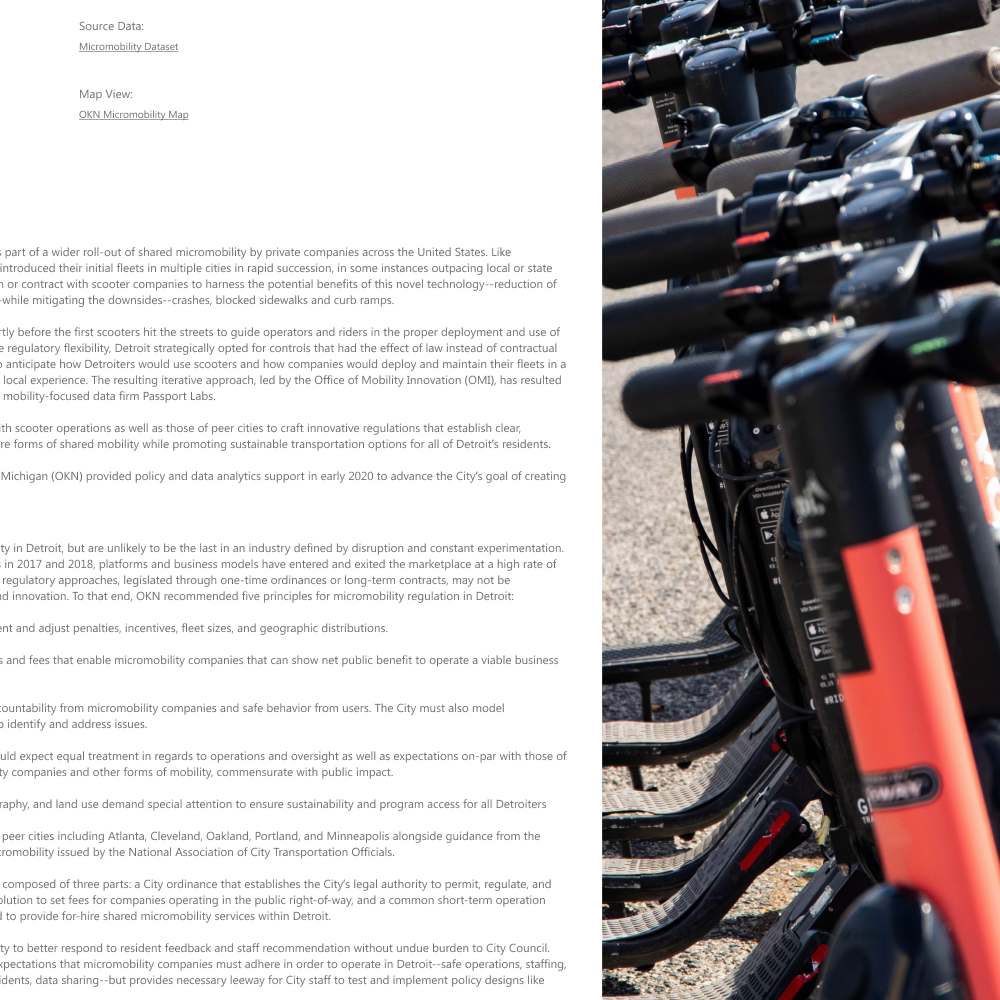 Source Data:
Micromobility Dataset
Map View:
OKN Micromobility Map
part of a wider roll-out of shared micromobility by private companies across the United States. Like
introduced their initial fleets in multiple cities in rapid succession, in some instances outpacing local or state
or contract with scooter companies to harness the potential benefits of this novel technology--reduction of
-while mitigating the downsides--crashes, blocked sidewalks and curb ramps.
rtly before the first scooters hit the streets to guide operators and riders in the proper deployment and use of
e regulatory flexibility, Detroit strategically opted for controls that had the effect of law instead of contractual
o anticipate how Detroiters would use scooters and how companies would deploy and maintain their fleets in a
local experience. The resulting iterative approach, led by the Office of Mobility Innovation (OMI), has resulted
mobility-focused data firm Passport Labs.
ith scooter operations as well as those of peer cities to craft innovative regulations that establish clear,
re forms of shared mobility while promoting sustainable transportation options for all of Detroit's residents.
Michigan (OKN) provided policy and data analytics support in early 2020 to advance the City's goal of creating
ty in Detroit, but are unlikely to be the last in an industry defined by disruption and constant experimentation.
s in 2017 and 2018, platforms and business models have entered and exited the marketplace at a high rate of
regulatory approaches, legislated through one-time ordinances or long-term contracts, may not be
nd innovation. To that end, OKN recommended five principles for micromobility regulation in Detroit:
ent and adjust penalties, incentives, fleet sizes, and geographic distributions.
s and fees that enable micromobility companies that can show net public benefit to operate a viable business
countability from micromobility companies and safe behavior from users. The City must also model
o identify and address issues.
uld expect equal treatment in regards to operations and oversight as well as expectations on-par with those of
ty companies and other forms of mobility, commensurate with public impact.
raphy, and land use demand special attention to ensure sustainability and program access for all Detroiters
peer cities including Atlanta, Cleveland, Oakland, Portland, and Minneapolis alongside guidance from the
cromobility issued by the National Association of City Transportation Officials.
composed of three parts: a City ordinance that establishes the City's legal authority to permit, regulate, and
olution to set fees for companies operating in the public right-of-way, and a common short-term operation
d to provide for-hire shared micromobility services within Detroit.
ty to better respond to resident feedback and staff recommendation without undue burden to City Council.
xpectations that micromobility companies must adhere in order to operate in Detroit--safe operations, staffing,
idents, data sharing--but provides necessary leeway for City staff to test and implement policy designs like